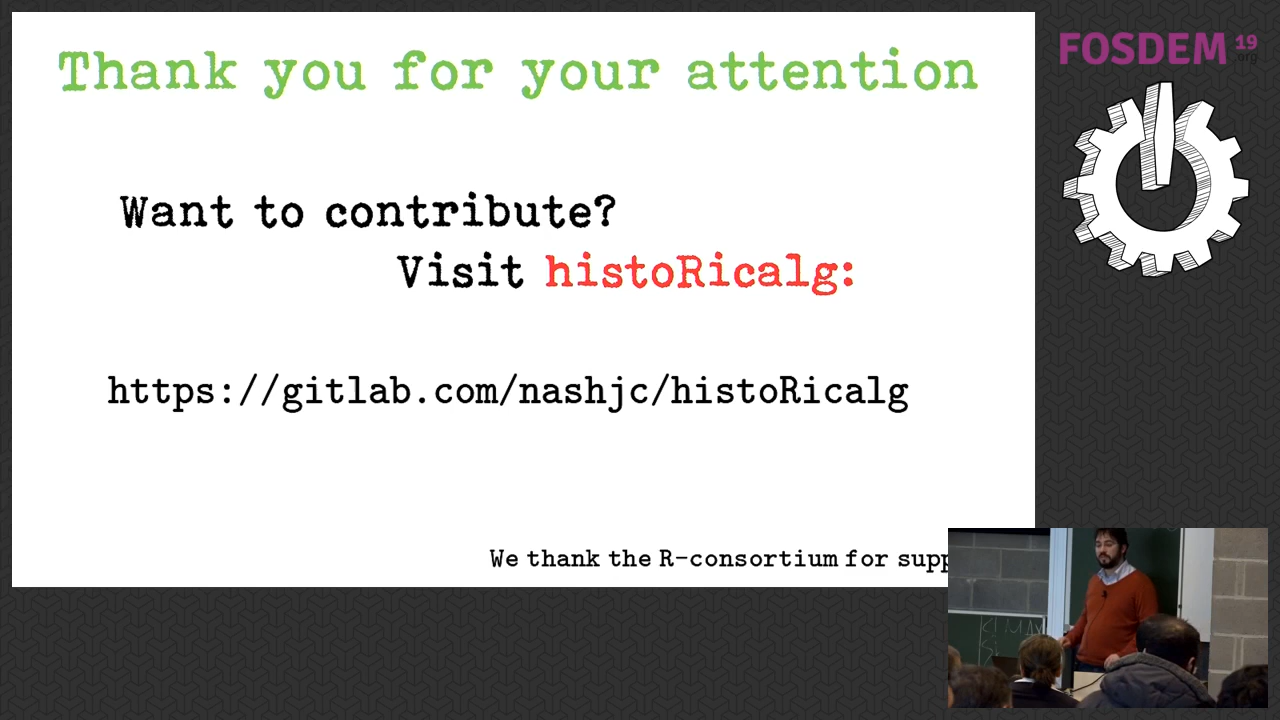 Thank you for your attention
Want to contribute?
Visit histoRicalg:
https://gitlab.com/nashjc/histoRicalg
We thank the R-consortium for
FOSDEM 19
.org